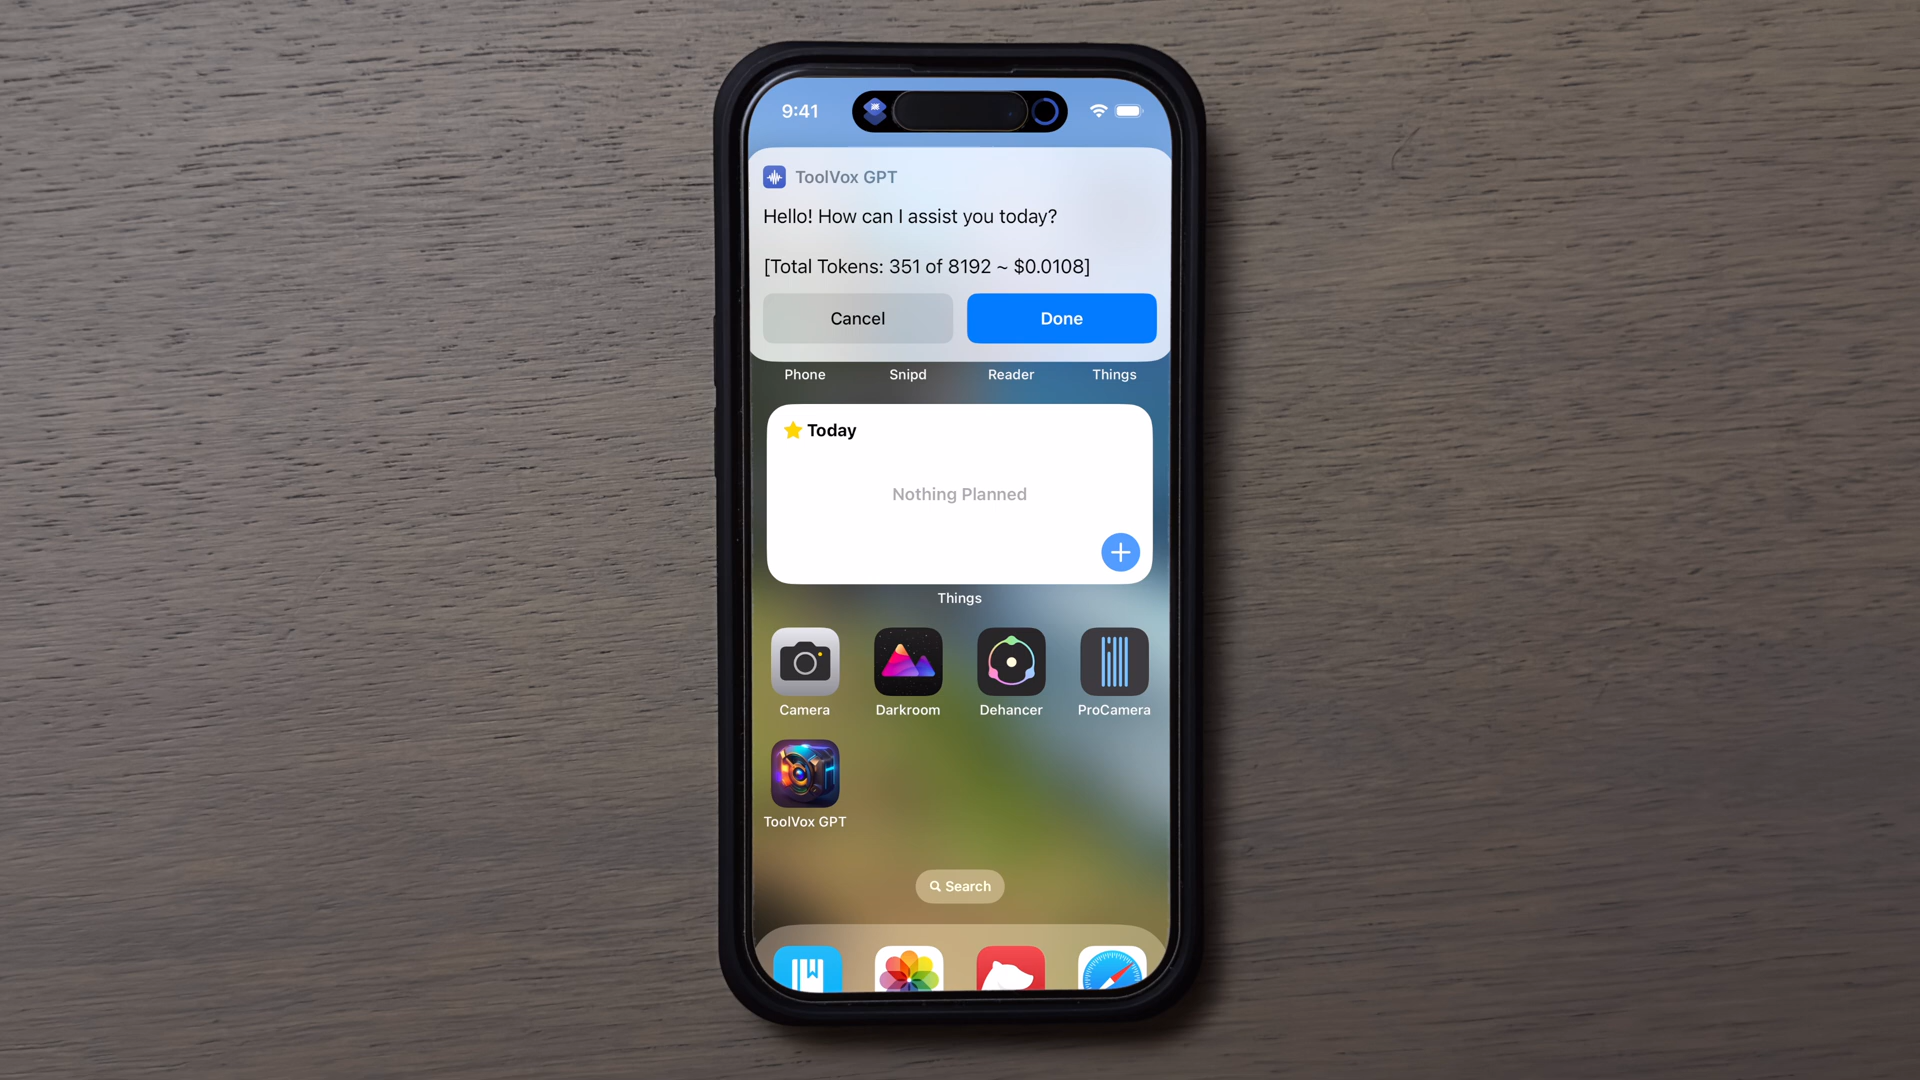 9:41
ToolVox GPT
Hello! How can I assist you today?
[Total Tokens: 351 of 8192 ~ $0.0108]
Cancel Done
Phone Snipd Reader Things
Today
Nothing Planned
Things
Camera Darkroom Dehancer ProCamera
ToolVox GPT
Search